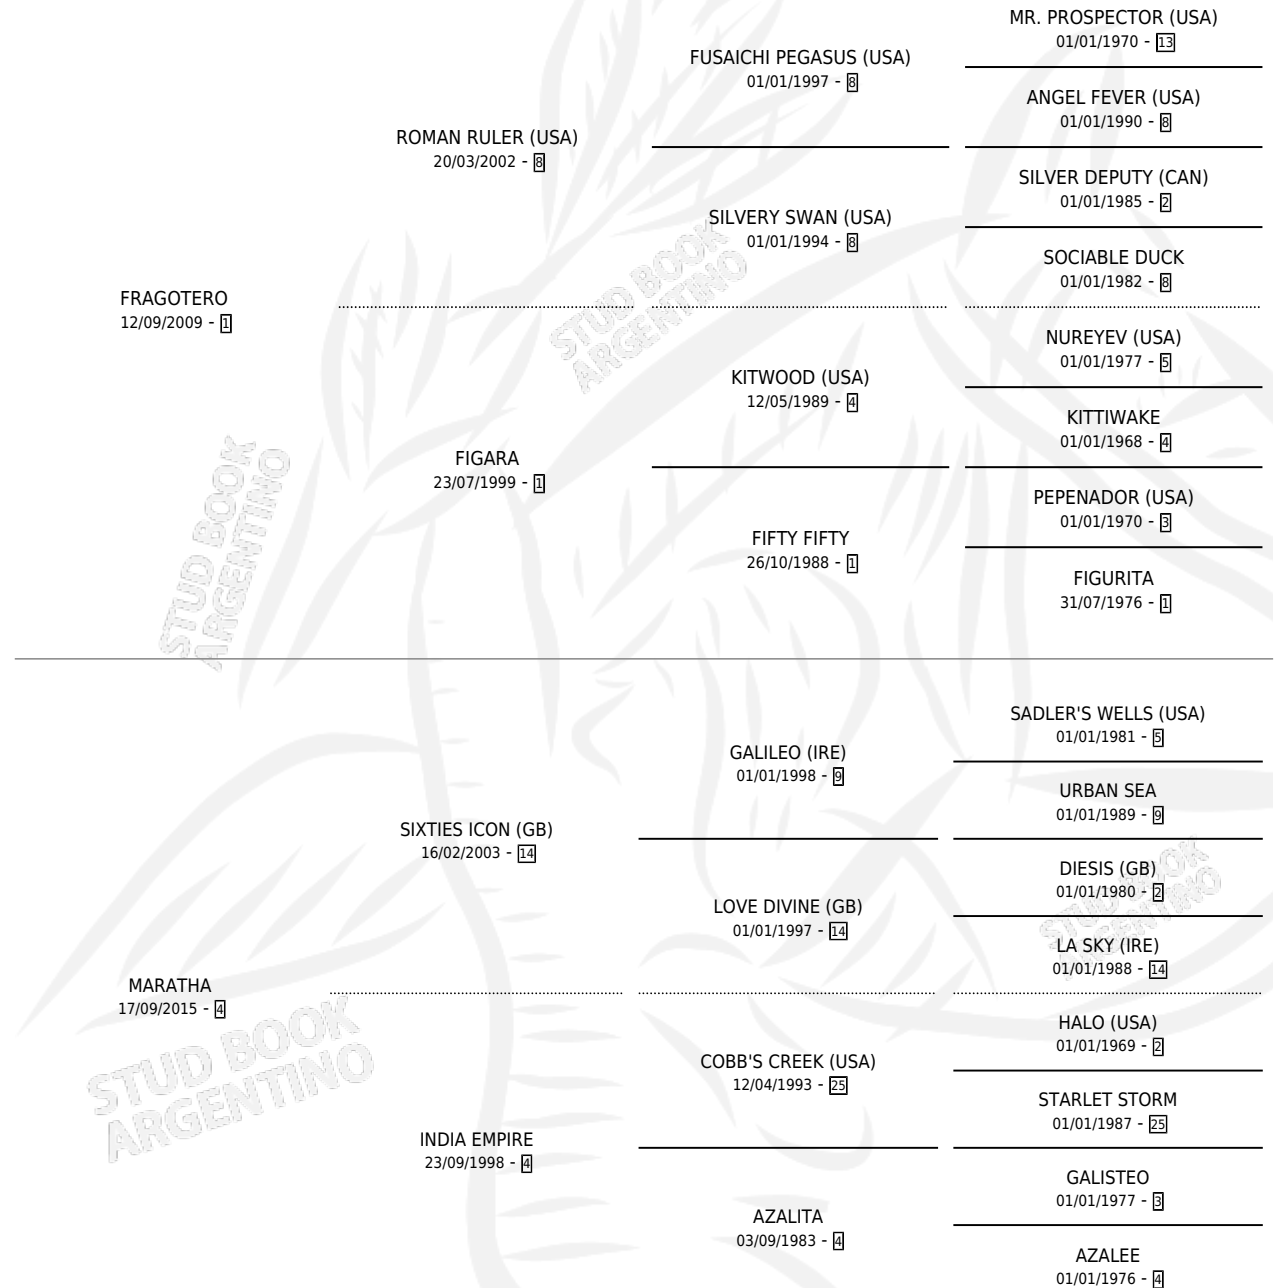 MR. PROSPECTOR (USA)
01/01/1970 - 13
FUSAICHI PEGASUS (USA)
01/01/1997 - 8
ANGEL FEVER (USA)
01/01/1990 - 8
ROMAN RULER (USA)
20/03/2002 - 8
SILVER DEPUTY (CAN)
01/01/1985 - 2
SILVERY SWAN (USA)
01/01/1994 - 8
SOCIABLE DUCK
01/01/1982 - 8
FRAGOTERO
12/09/2009 - 1
STUD BOOK
ARGENTINO
NUREYEV (USA)
01/01/1977 - 5
KITWOOD (USA)
12/05/1989 - 4
KITTIWAKE
01/01/1968 - 4
FIGARA
23/07/1999 - 1
PEPENADOR (USA)
01/01/1970 - 3
FIFTY FIFTY
26/10/1988 - 1
FIGURITA
31/07/1976 - 1
STUD BOOK
ARGENTINO
SADLER'S WELLS (USA)
01/01/1981 - 5
GALILEO (IRE)
01/01/1998 - 9
URBAN SEA
01/01/1989 - 9
SIXTIES ICON (GB)
16/02/2003 - 14
DIESIS (GB)
01/01/1980 - 2
LOVE DIVINE (GB)
01/01/1997 - 14
STUD BOOK
ARGENTINO
LA SKY (IRE)
01/01/1988 - 14
MARATHA
17/09/2015 - 4
HALO (USA)
01/01/1969 - 2
COBB'S CREEK (USA)
12/04/1993 - 25
STARLET STORM
01/01/1987 - 25
STUD BOOK
ARGENTINO
INDIA EMPIRE
23/09/1998 - 4
GALISTEO
01/01/1977 - 3
AZALITA
03/09/1983 - 4
AZALEE
01/01/1976 - 4